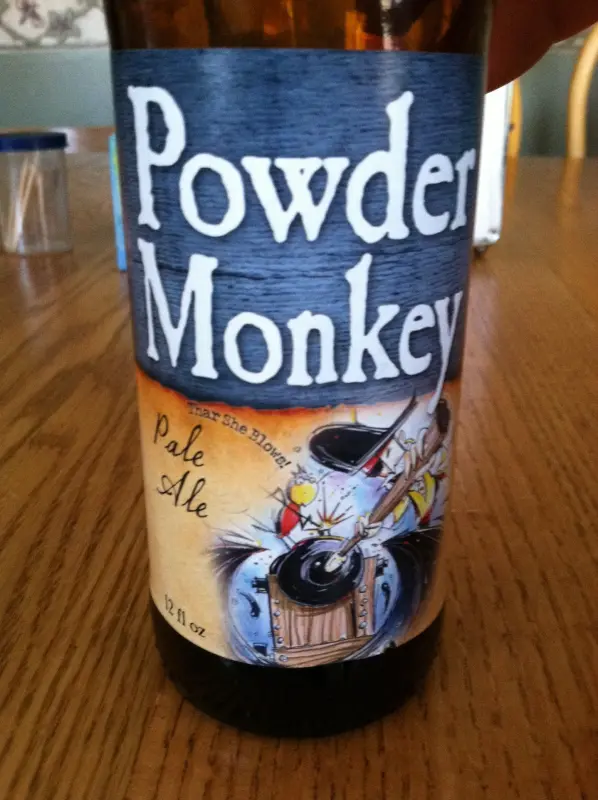 Powder
Monkey
Thar She Blows!
Pale
Ale
12 fl oz